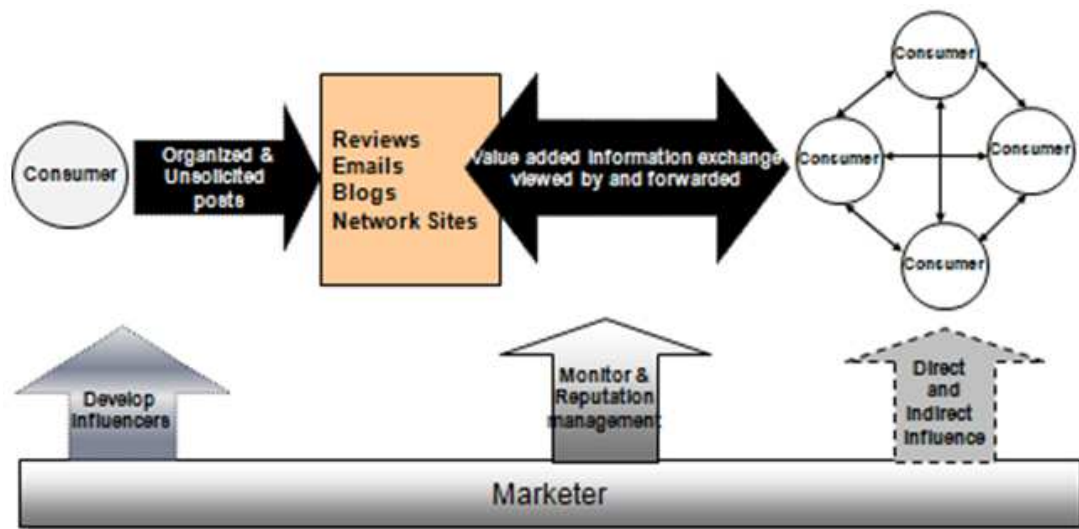 Consumer
Organized &
Unsolicited
posts
Reviews
Emails
Blogs
Network Sites
Value added information exchange
viewed by and forwarded
Consumer
Consumer
Consumer
Consumer
Develop
Influencers
Monitor &
Reputation
management
Direct
and
Indirect
Influence
Marketer